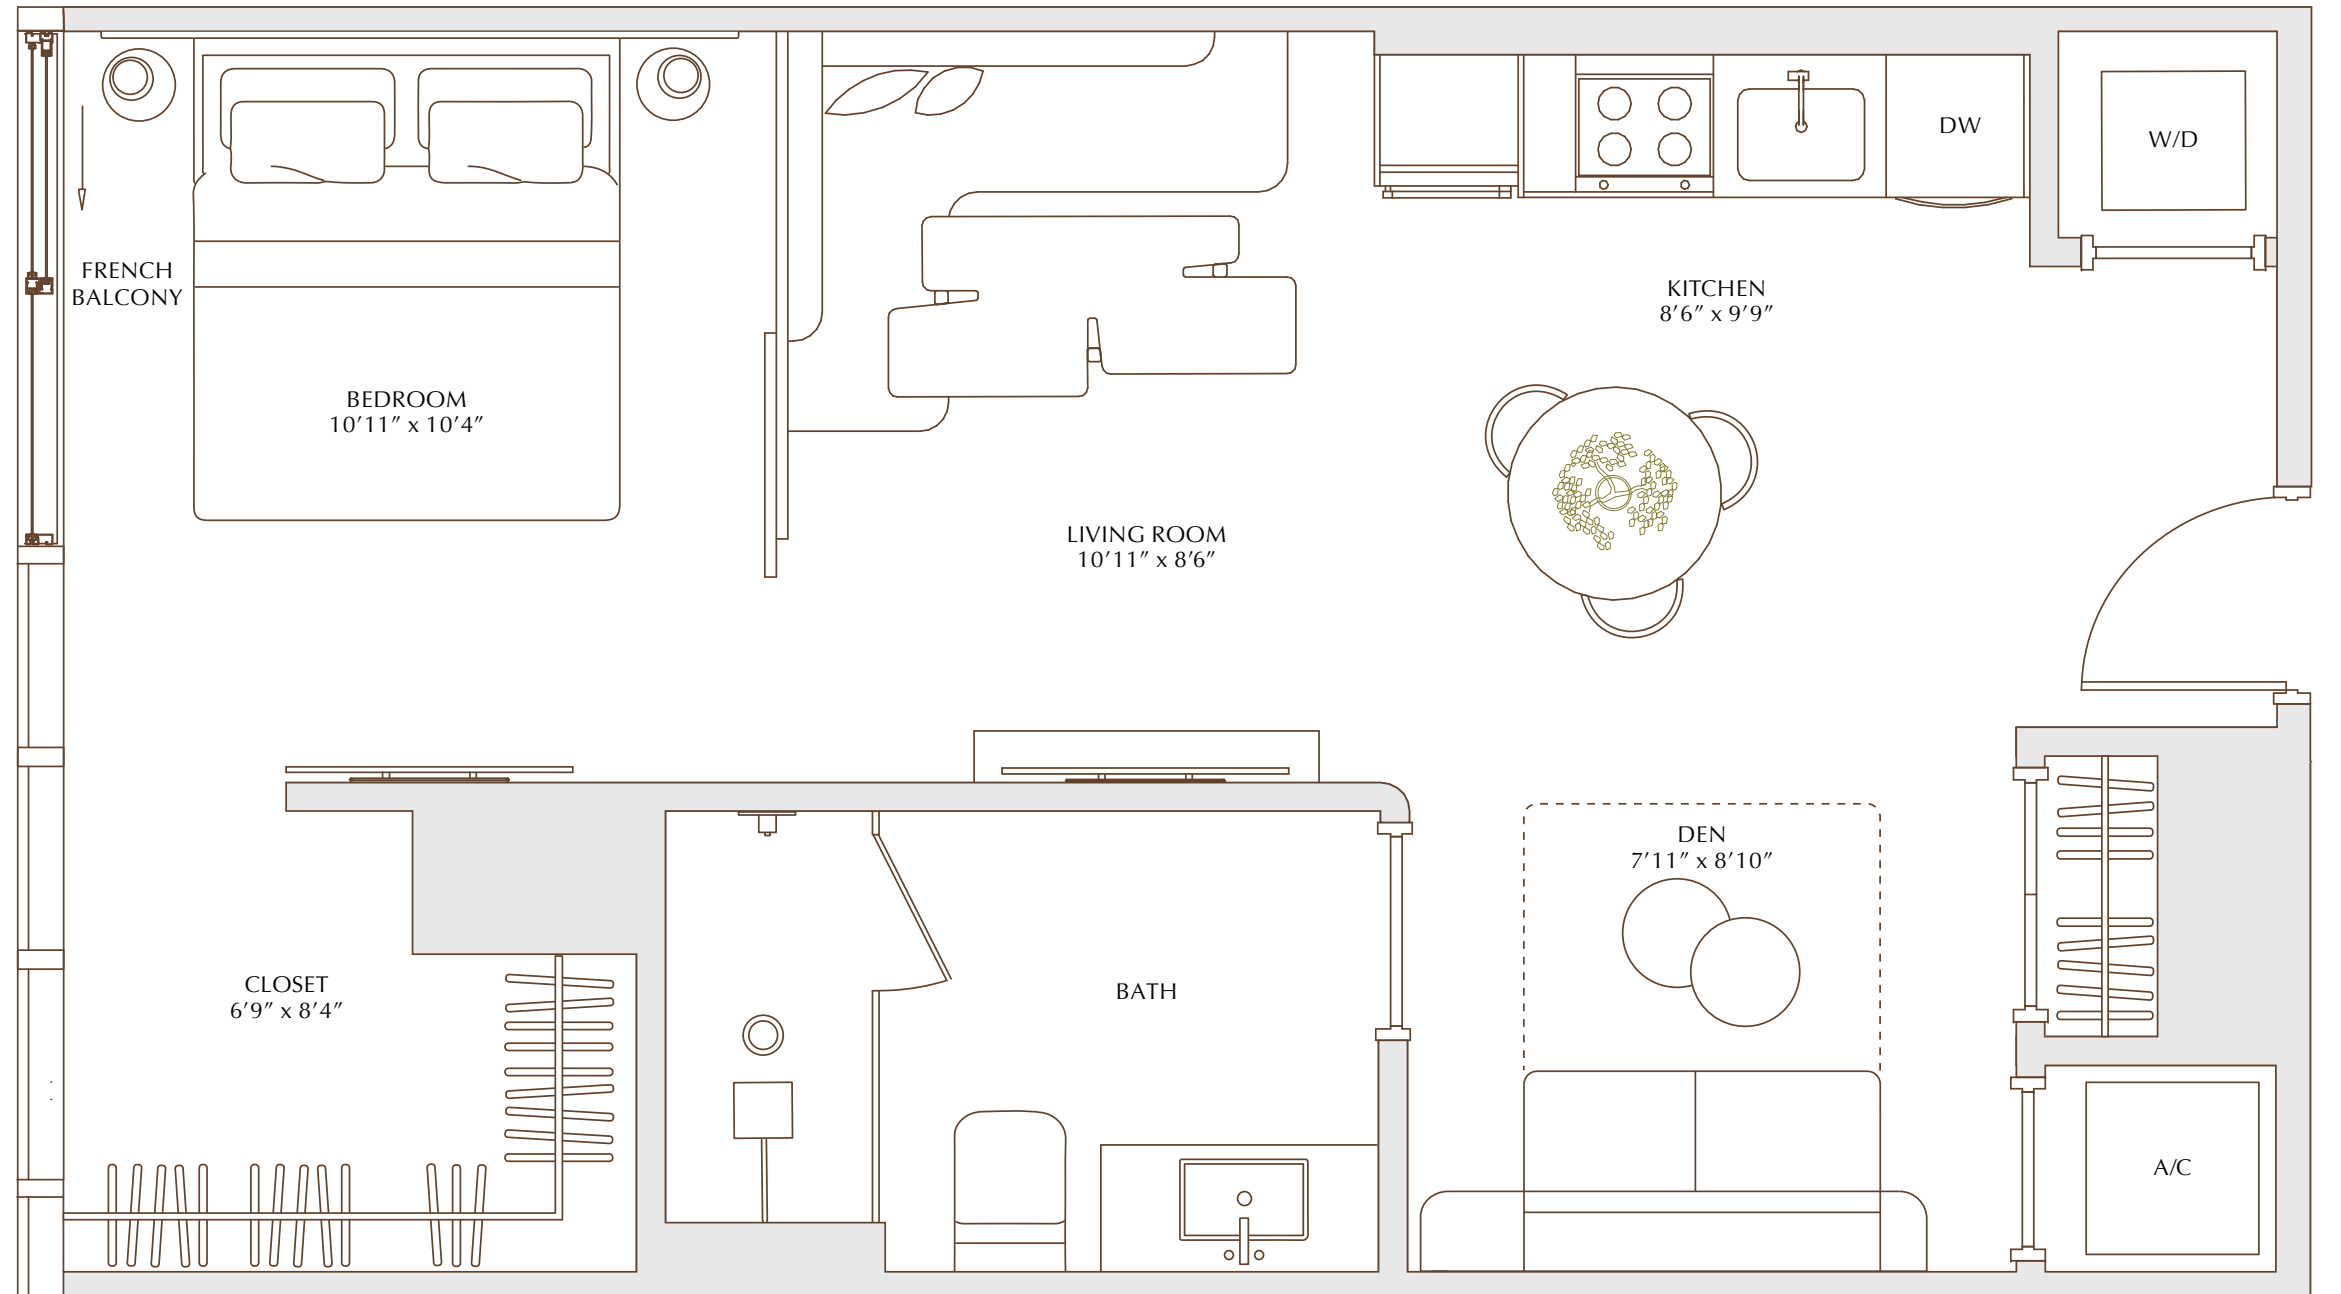 DW
W/D
FRENCH
BALCONY
KITCHEN
8’6” x 9’9”
BEDROOM
10’11” x 10’4”
LIVING ROOM
10’11” x 8’6”
DEN
7’11” x 8’10”
CLOSET
6’9” x 8’4”
BATH
A/C